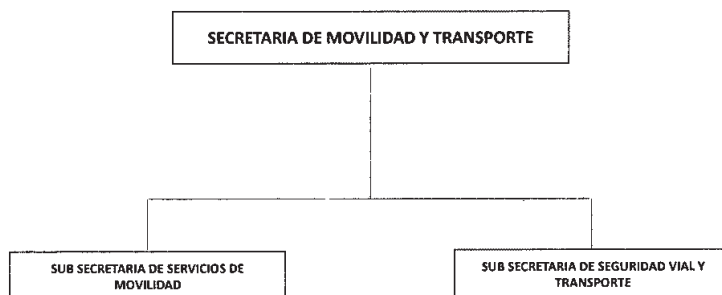 SECRETARIA DE MOVILIDAD Y TRANSPORTE
SUB SECRETARIA DE SERVICIOS DE
MOVILIDAD
SUB SECRETARIA DE SEGURIDAD VIAL Y
TRANSPORTE